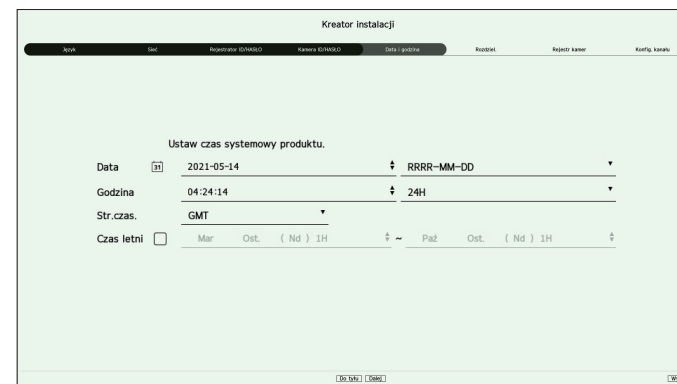 Kreator instalacji
Język Sieć Rejestrator ID/HASŁO Kamera ID/HASŁO Data i godzina Rozdziel. Rejestr kamer Konfig. kanału
Ustaw czas systemowy produktu.
Data 31 2021-05-14 RRRR-MM-DD
Godzina 04:24:14 24H
Str.czas. GMT
Czas letni Mar Ost. ( Nd ) 1H ~ Paź Ost. ( Nd ) 1H
Do tyłu Dalej